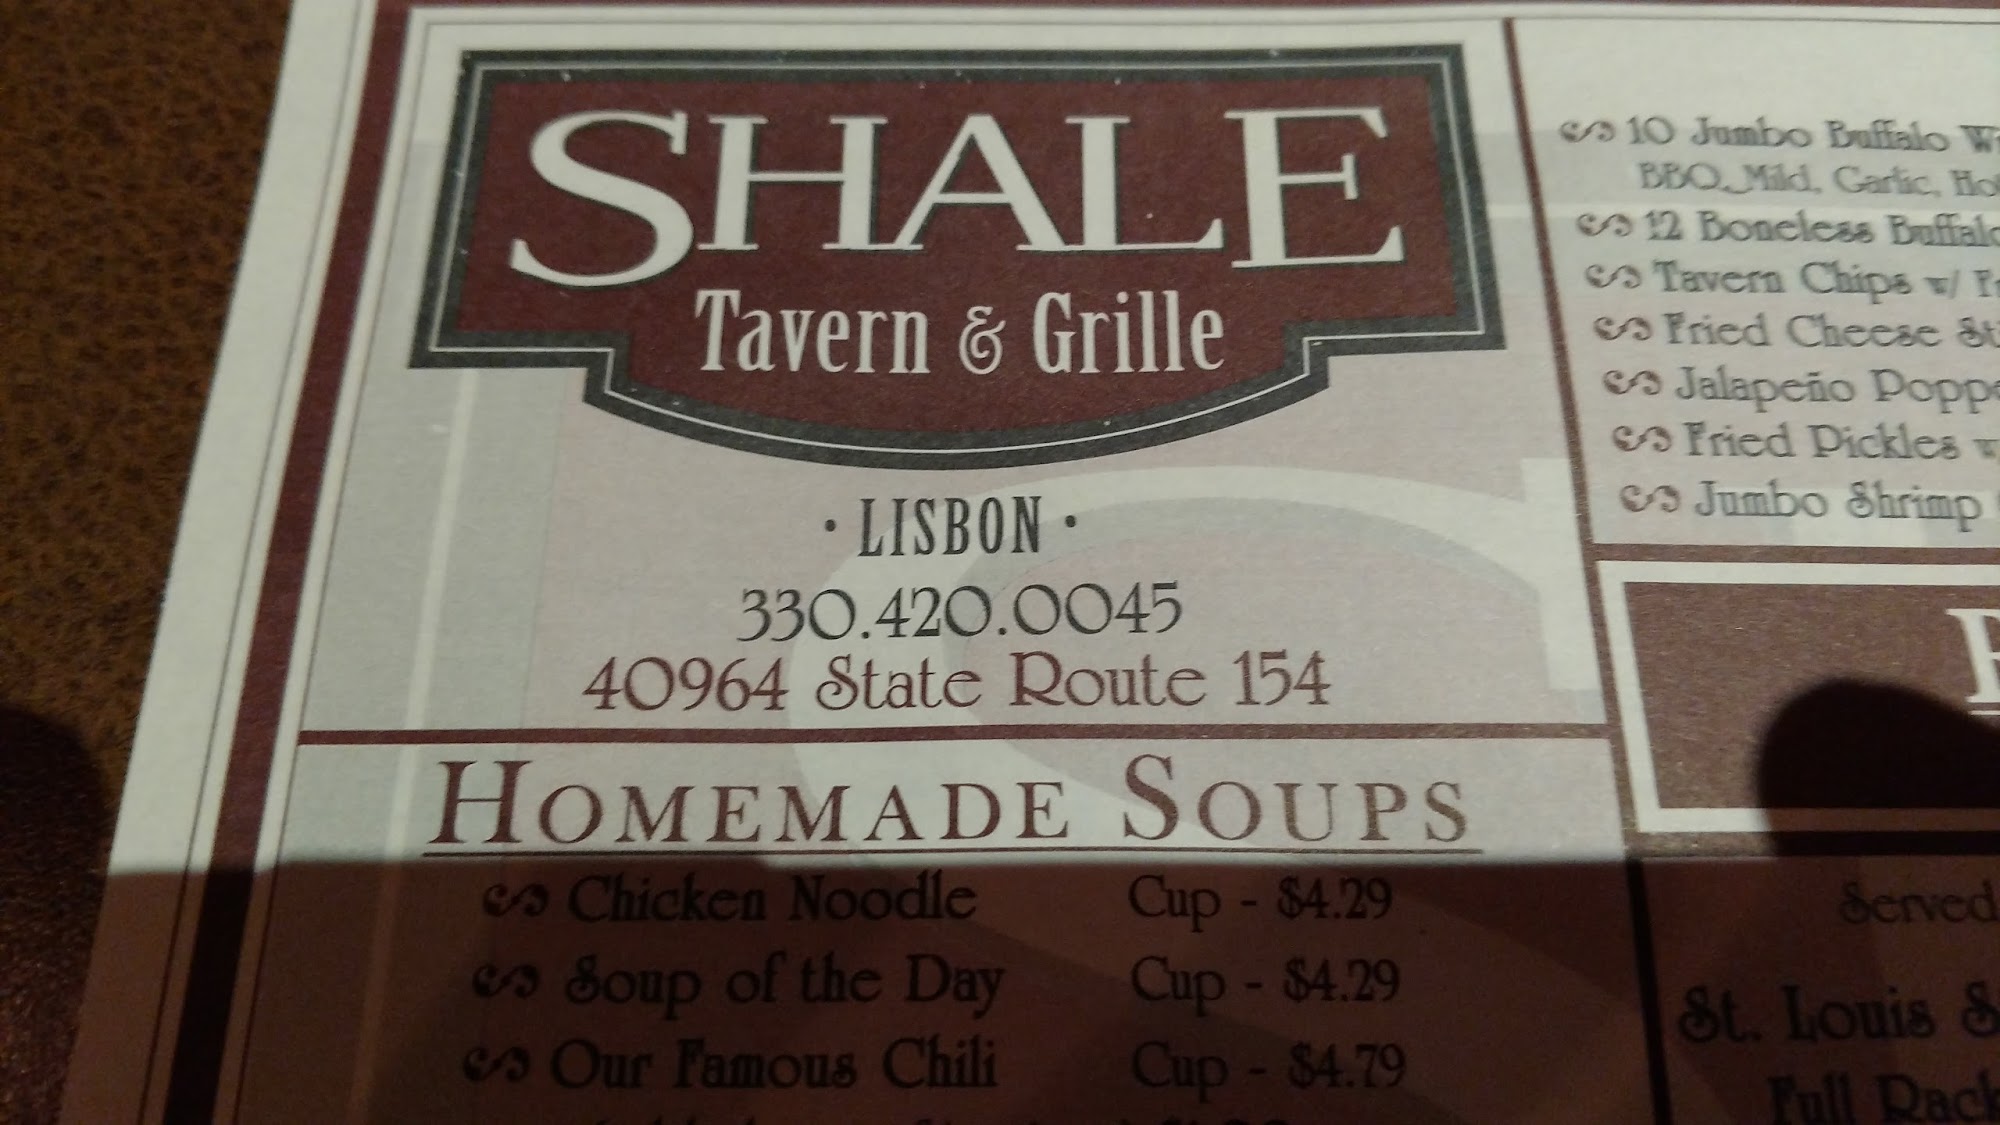 SHALE
Tavern & Grille
· LISBON ·
330.420.0045
40964 State Route 154
HOMEMADE SOUPS
Chicken Noodle Cup - $4.29
Soup of the Day Cup - $4.29
Our Famous Chili Cup - $4.79
10 Jumbo Buffalo
BBQ, Mild, Garlic,
12 Boneless
Tavern Chips w/
Fried Cheese
Jalapeño
Fried Pickles
Jumbo Shrimp
Served
St. Louis
Full